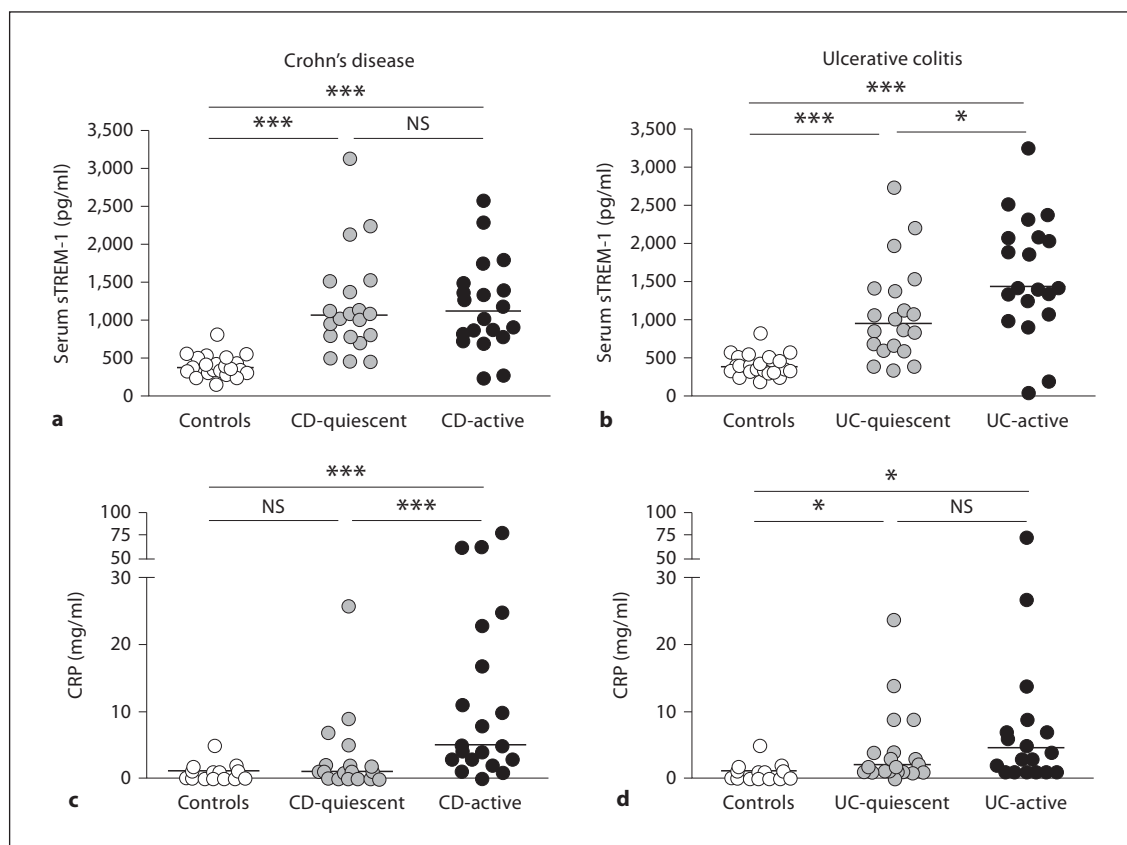 Crohn's disease
***
***
NS
3,500
3,000
2,500
2,000
1,500
1,000
500
0
Serum sTREM-1 (pg/ml)
a
Controls
CD-quiescent
CD-active
Ulcerative colitis
***
***
*
3,500
3,000
2,500
2,000
1,500
1,000
500
0
Serum sTREM-1 (pg/ml)
b
Controls
UC-quiescent
UC-active
***
NS
***
100
75
50
30
20
10
0
CRP (mg/ml)
c
Controls
CD-quiescent
CD-active
*
*
NS
100
75
50
30
20
10
0
CRP (mg/ml)
d
Controls
UC-quiescent
UC-active